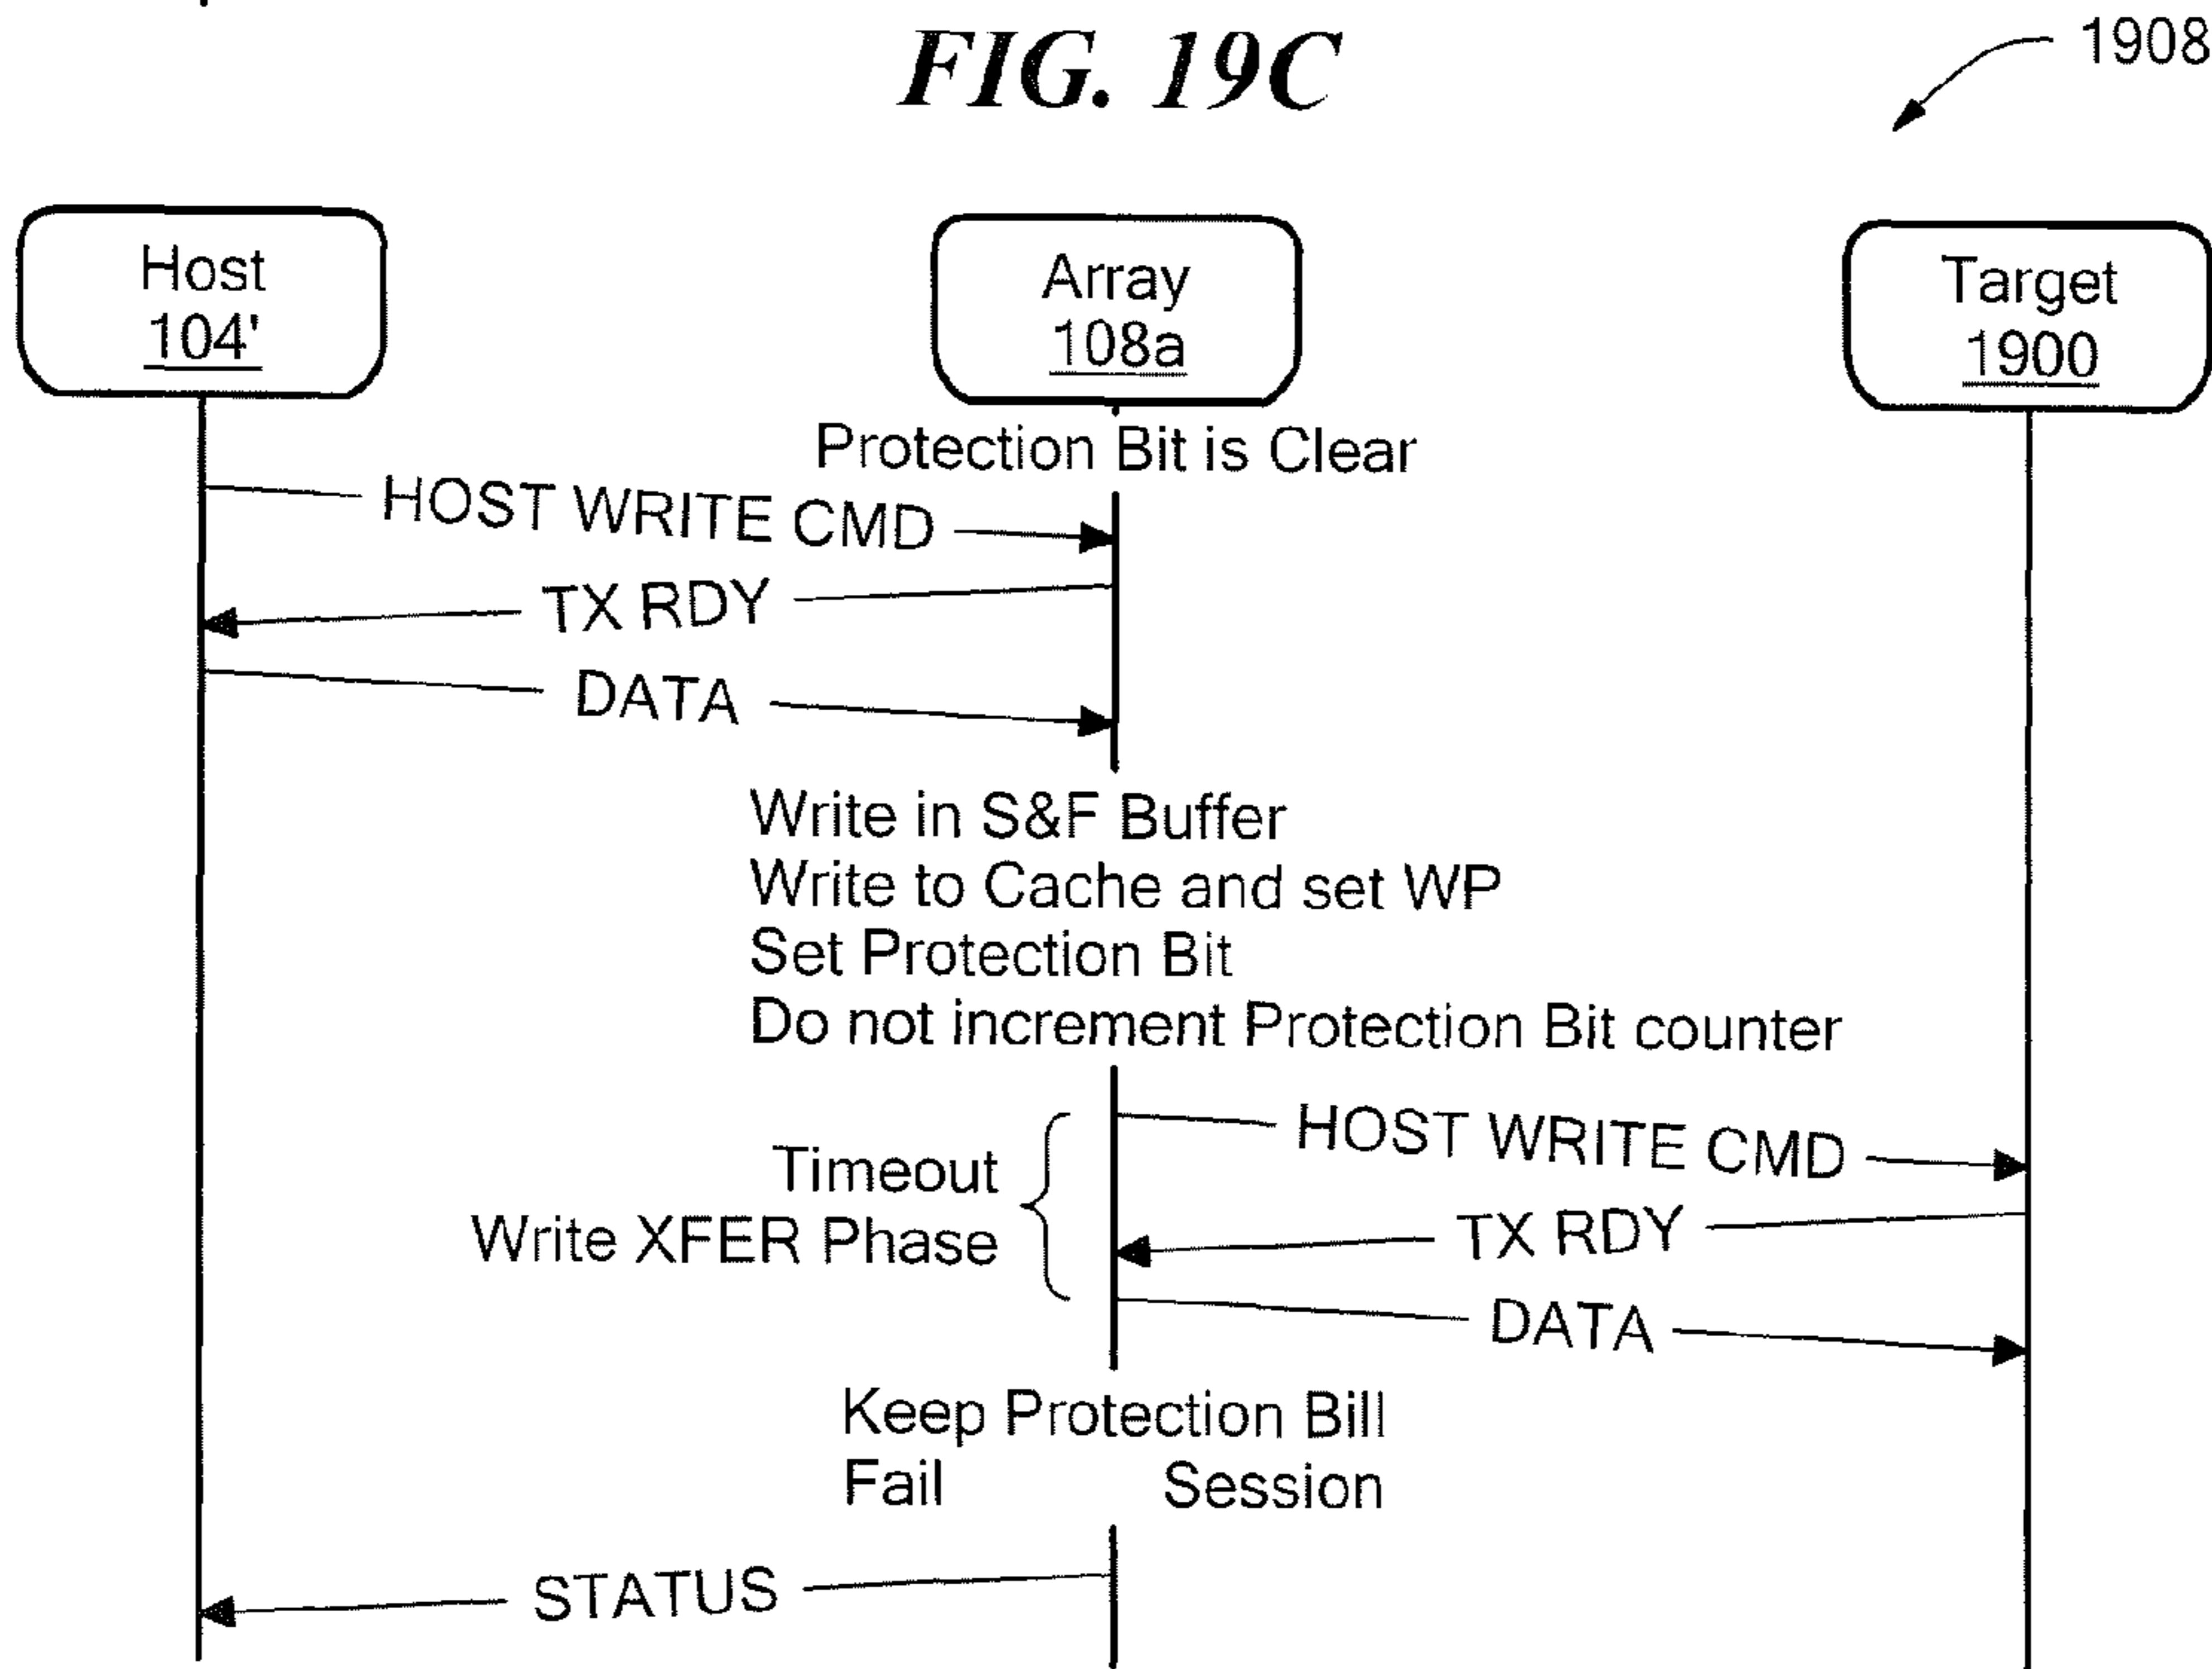 FIG. 19C
1908
Host
104'
Array
108a
Target
1900
Protection Bit is Clear
HOST WRITE CMD
TX RDY
DATA
Write in S&F Buffer
Write to Cache and set WP
Set Protection Bit
Do not increment Protection Bit counter
HOST WRITE CMD
Timeout
Write XFER Phase
TX RDY
DATA
Keep Protection Bill
Fail Session
STATUS